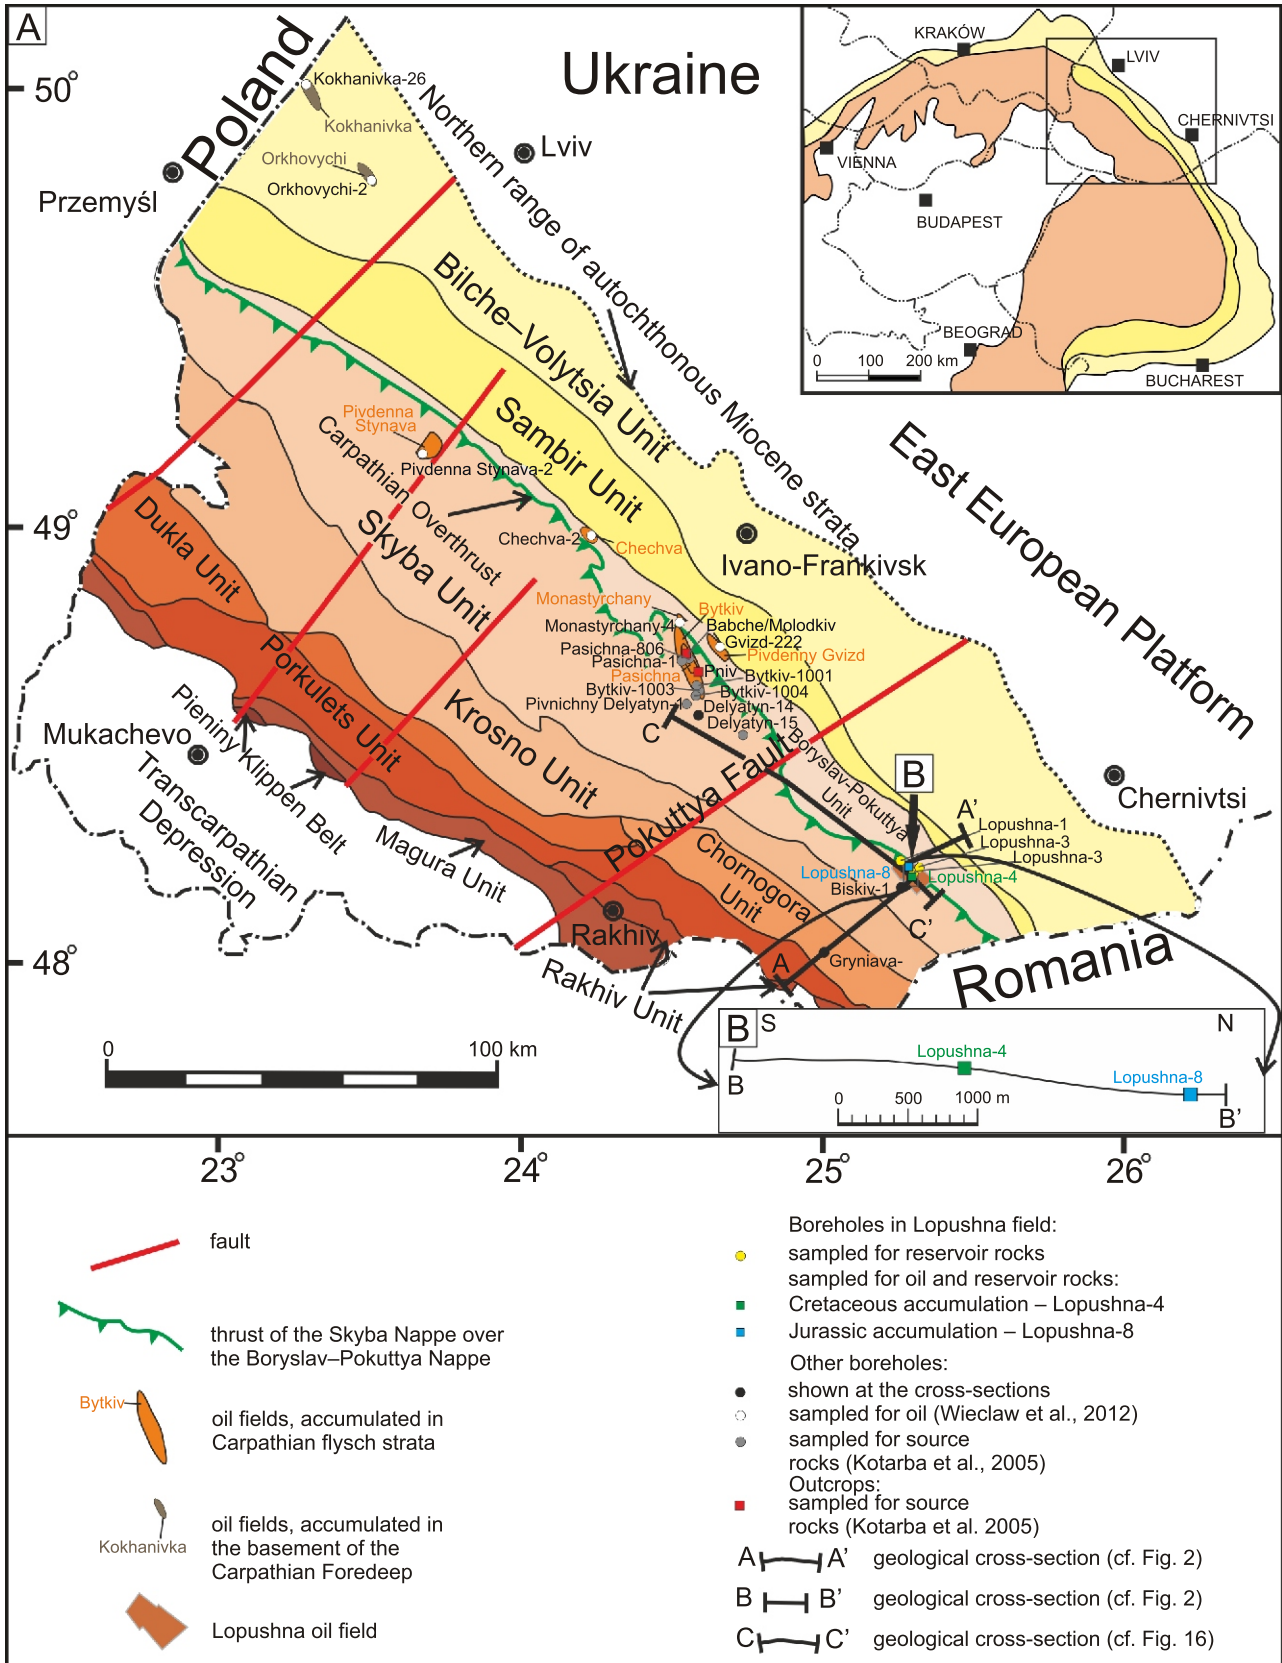 A
Poland
Ukraine
50°
Kokhanivka-26
Kokhanivka
Orkhovychi
Orkhovychi-2
Przemyśl
Lviv
Northern range of autochthonous Miocene strata
KRAKÓW
LVIV
CHERNIVTSI
VIENNA
BUDAPEST
BEOGRAD
BUCHAREST
0 100 200 km
Bilche–Volytsia Unit
Sambir Unit
East European Platform
Pivdenna
Stynava
Pivdenna Stynava-2
Carpathian Overthrust
49°
Dukla Unit
Skyba Unit
Chechva-2
Chechva
Ivano-Frankivsk
Monastyrchany
Bytkiv
Monastyrchany-4
Babche/Molodkiv
Gvizd-222
Pasichna-806
Pivdenny Gvizd
Pasichna-1
Pasichna
Pniv
Bytkiv-1001
Bytkiv-1003
Bytkiv-1004
Pivnichny Delyatyn-1
Delyatyn-14
Delyatyn-15
C
Porkulets Unit
Krosno Unit
Pieniny Klippen Belt
Mukachevo
Transcarpathian
Depression
Magura Unit
Pokuttya Fault
Boryslav-Pokuttya
Unit
B
A’
Chernivtsi
Lopushna-1
Lopushna-3
Lopushna-3
Lopushna-8
Lopushna-4
Biskiv-1
Chornogora
Unit
C’
Rakhiv
A
Gryniava-
48°
Rakhiv Unit
Romania
0 100 km
B
S
N
Lopushna-4
Lopushna-8
B
0 500 1000 m
B’
23° 24° 25° 26°
fault
thrust of the Skyba Nappe over
the Boryslav–Pokuttya Nappe
Bytkiv
oil fields, accumulated in
Carpathian flysch strata
Kokhanivka
oil fields, accumulated in
the basement of the
Carpathian Foredeep
Lopushna oil field
Boreholes in Lopushna field:
sampled for reservoir rocks
sampled for oil and reservoir rocks:
Cretaceous accumulation – Lopushna-4
Jurassic accumulation – Lopushna-8
Other boreholes:
shown at the cross-sections
sampled for oil (Wieclaw et al., 2012)
sampled for source
rocks (Kotarba et al., 2005)
Outcrops:
sampled for source
rocks (Kotarba et al. 2005)
A A’ geological cross-section (cf. Fig. 2)
B B’ geological cross-section (cf. Fig. 2)
C C’ geological cross-section (cf. Fig. 16)